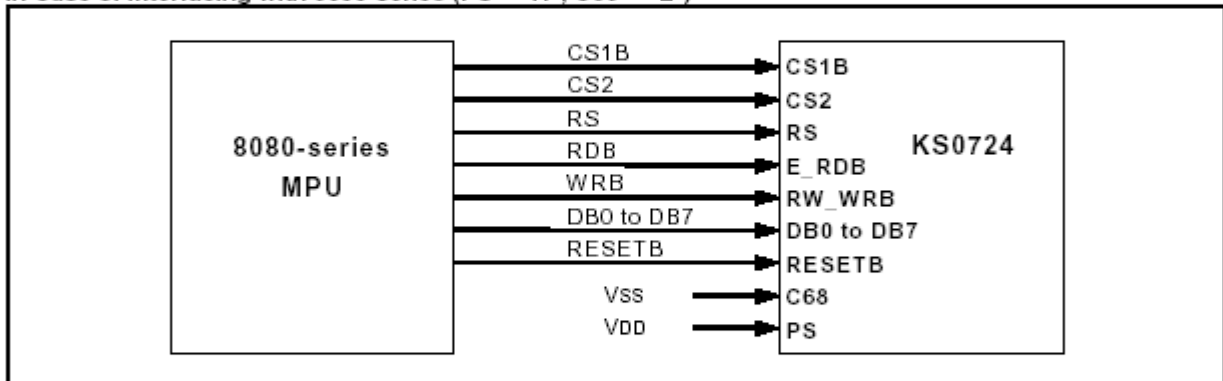 CS1B
CS1B
CS2
CS2
RS
RS
8080-series
MPU
KS0724
RDB
E_RDB
WRB
RW_WRB
DB0 to DB7
DB0 to DB7
RESETB
RESETB
VSS
C68
VDD
PS